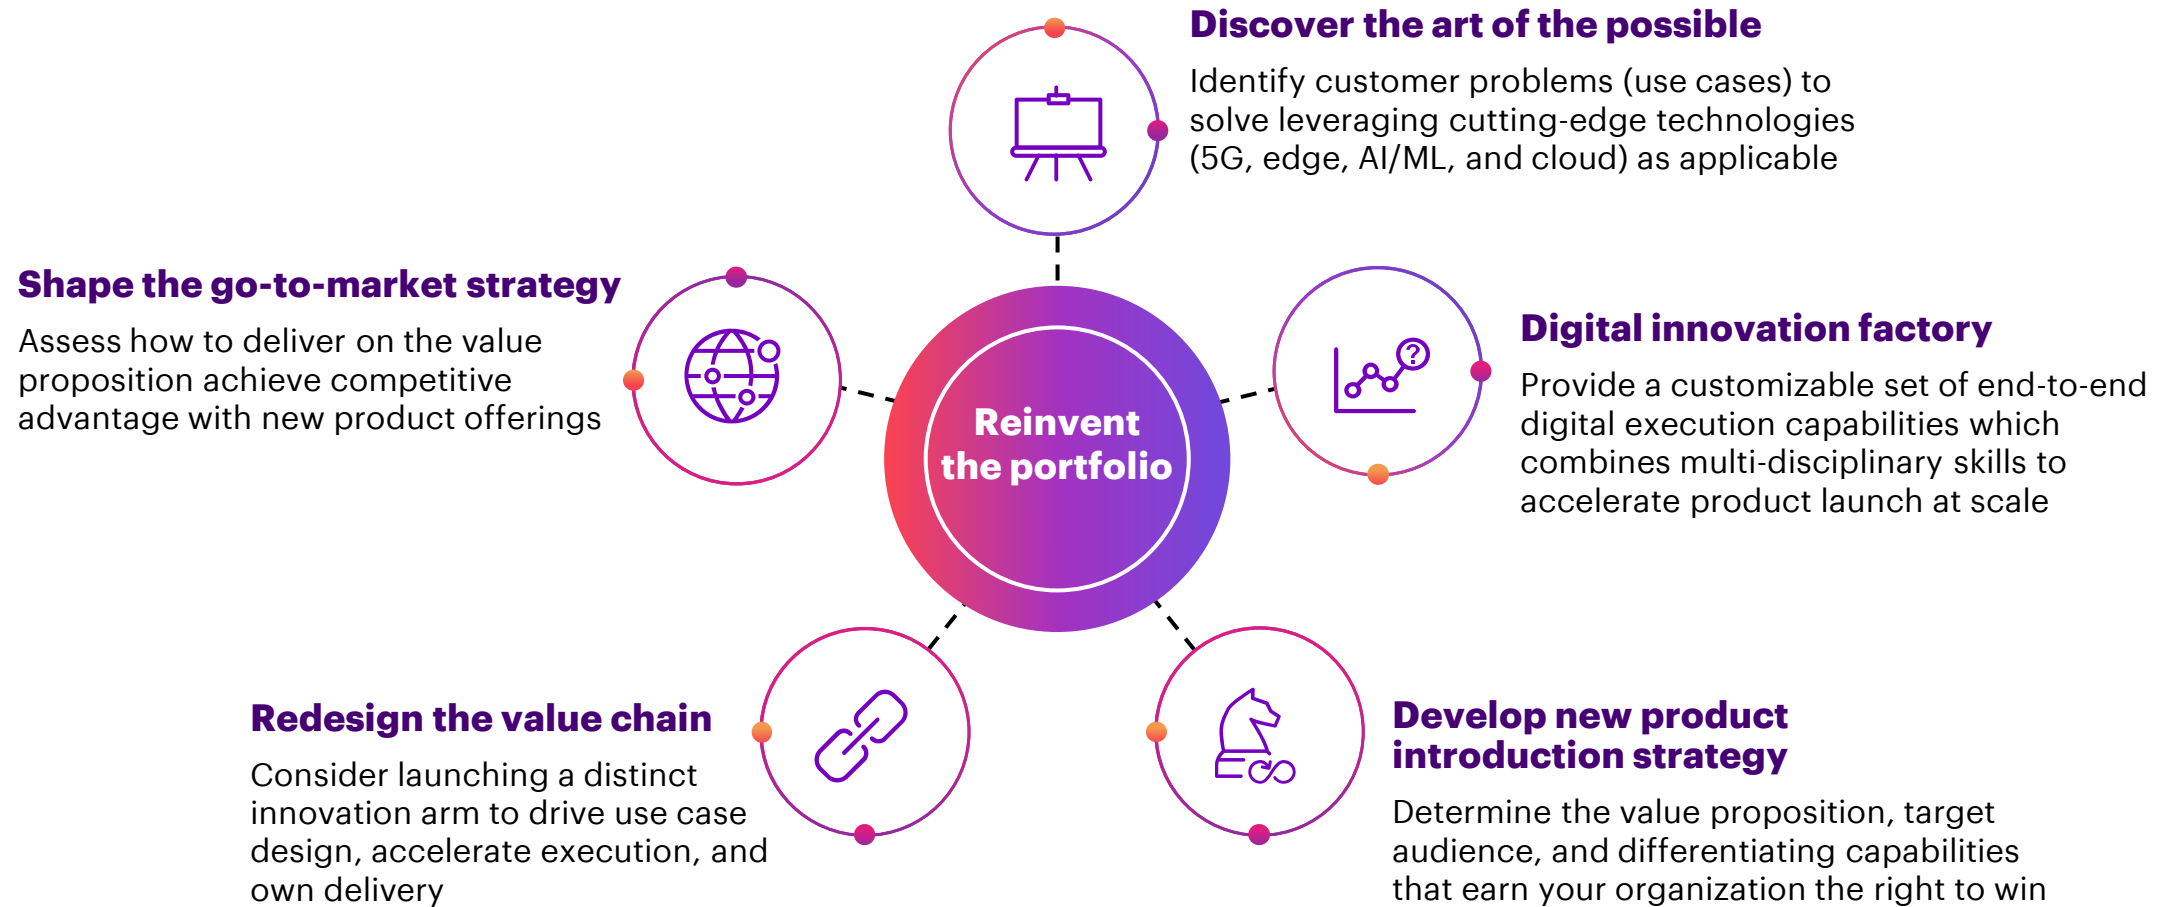 Discover the art of the possible
Identify customer problems (use cases) to
solve leveraging cutting-edge technologies
(5G, edge, AI/ML, and cloud) as applicable
Shape the go-to-market strategy
Assess how to deliver on the value
proposition achieve competitive
advantage with new product offerings
Reinvent
the portfolio
?
Digital innovation factory
Provide a customizable set of end-to-end
digital execution capabilities which
combines multi-disciplinary skills to
accelerate product launch at scale
Redesign the value chain
Consider launching a distinct
innovation arm to drive use case
design, accelerate execution, and
own delivery
Develop new product
introduction strategy
Determine the value proposition, target
audience, and differentiating capabilities
that earn your organization the right to win